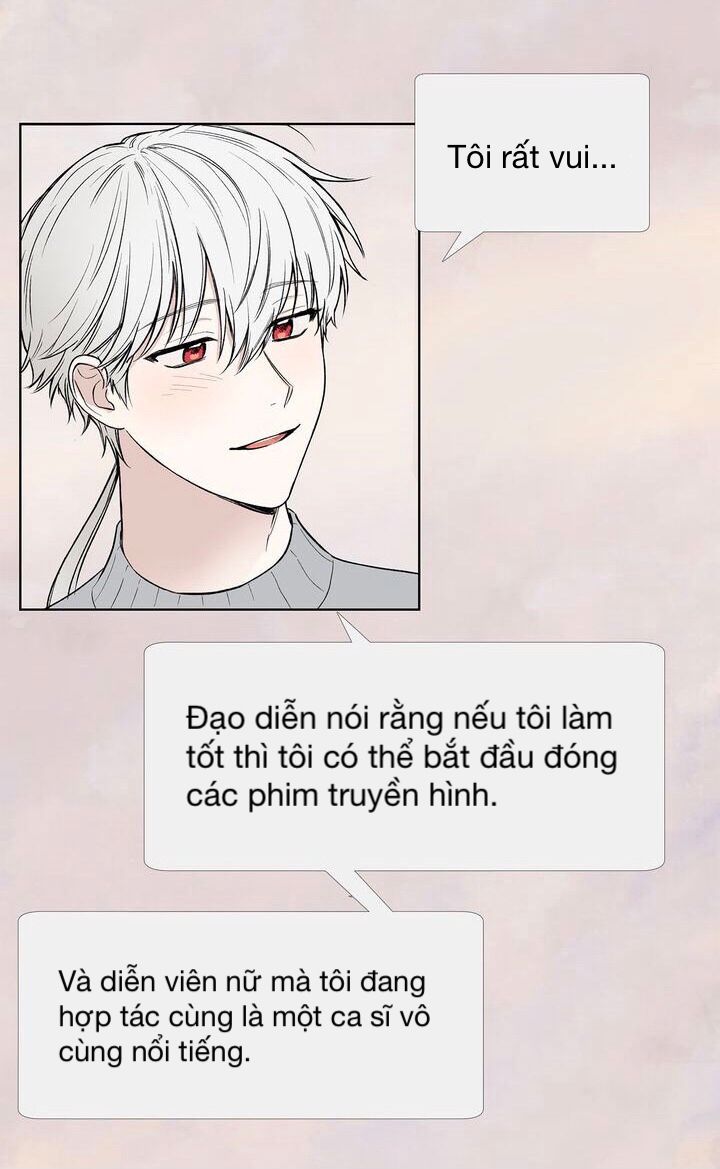 Tôi rất vui...
Đạo diễn nói rằng nếu tôi làm
tốt thì tôi có thể bắt đầu đóng
các phim truyền hình.
Và diễn viên nữ mà tôi đang
hợp tác cùng là một ca sĩ vô
cùng nổi tiếng.